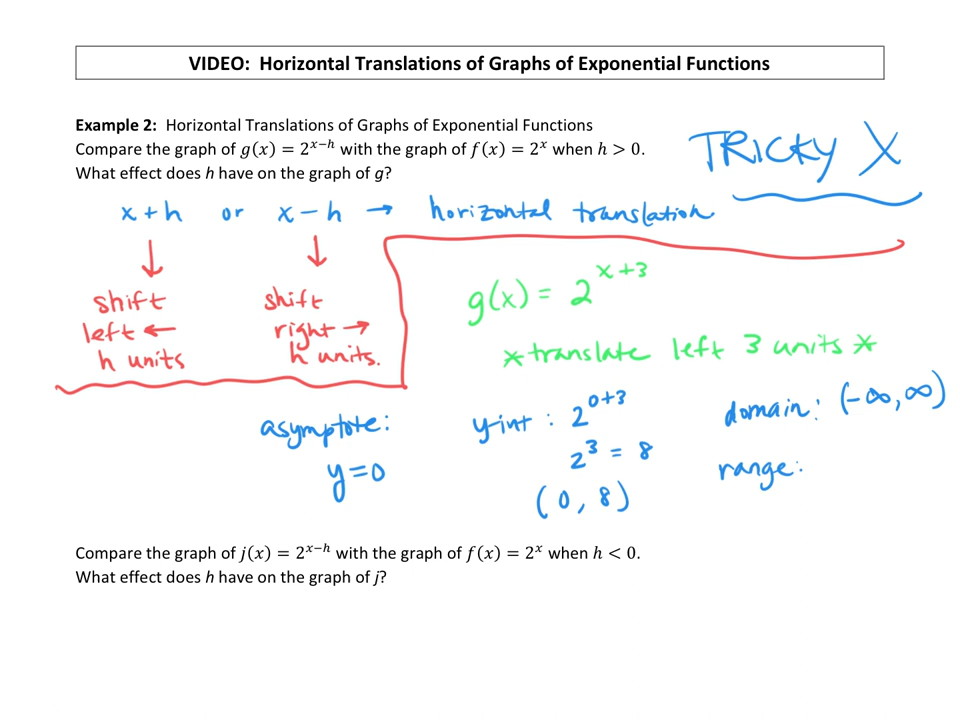 VIDEO: Horizontal Translations of Graphs of Exponential Functions
Example 2: Horizontal Translations of Graphs of Exponential Functions
Compare the graph of g(x) = 2^{x−h} with the graph of f(x) = 2^x when h > 0.
What effect does h have on the graph of g?
TRICKY X
x + h or x − h → horizontal translation
↓ ↓
shift
left ←
h units
shift
right →
h units.
g(x) = 2^{x+3}
* translate left 3 units *
asymptote:
y = 0
y-int : 2^{0+3}
2^3 = 8
(0, 8)
domain: (-∞, ∞)
range:
Compare the graph of j(x) = 2^{x−h} with the graph of f(x) = 2^x when h < 0.
What effect does h have on the graph of j?